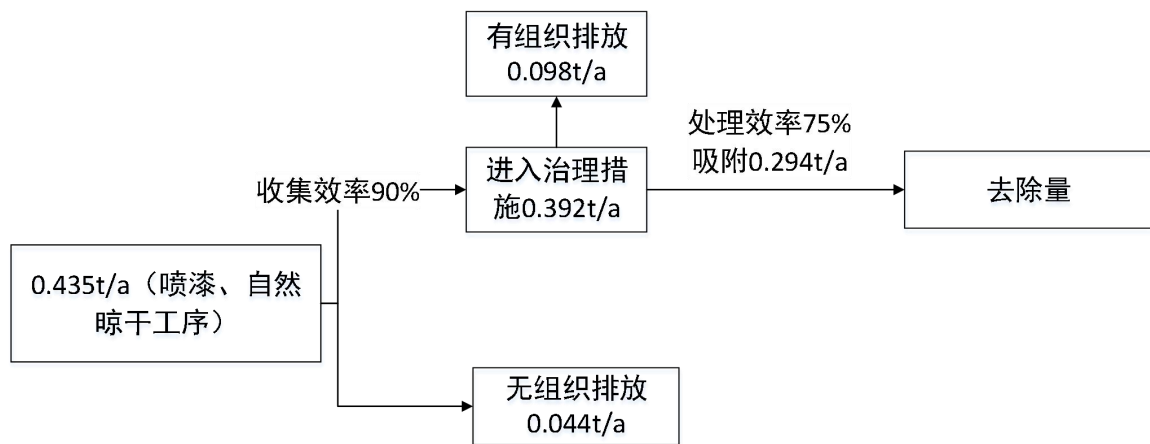 有组织排放
0.098t/a
处理效率75%
吸附0.294t/a
收集效率90%
进入治理措
施0.392t/a
去除量
0.435t/a（喷漆、自然
晾干工序）
无组织排放
0.044t/a